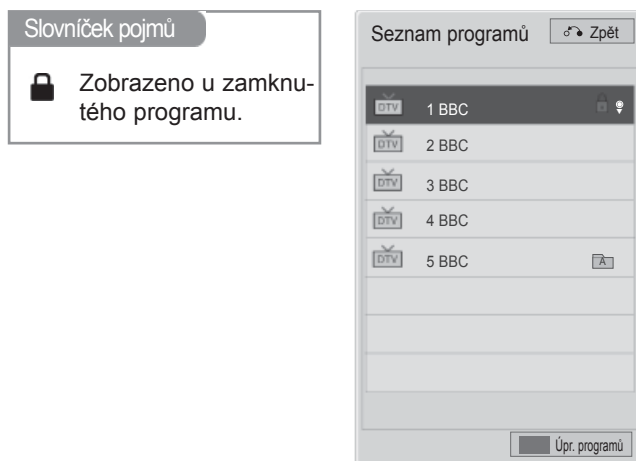 Slovníček pojmů
Zobrazeno u zamknu-
tého programu.
Seznam programů
Zpět
DTV 1 BBC
DTV 2 BBC
DTV 3 BBC
DTV 4 BBC
DTV 5 BBC A
Úpr. programů